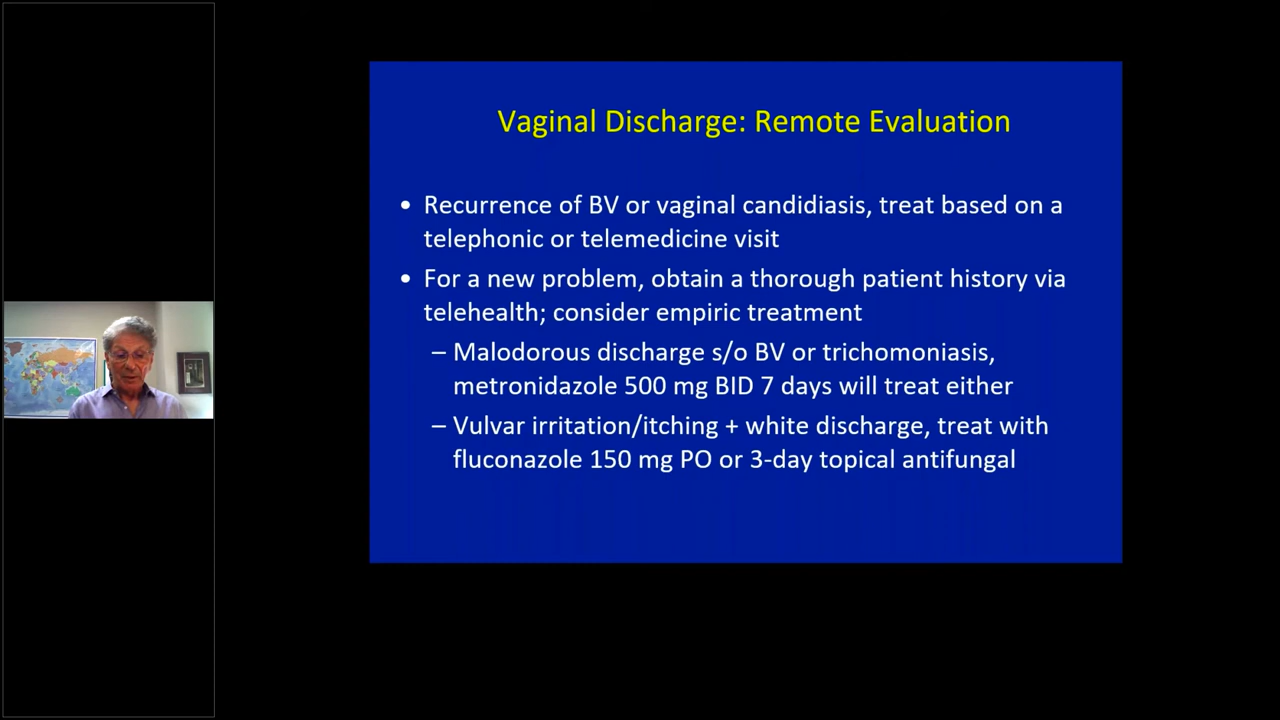 Vaginal Discharge: Remote Evaluation
• Recurrence of BV or vaginal candidiasis, treat based on a
telephonic or telemedicine visit
• For a new problem, obtain a thorough patient history via
telehealth; consider empiric treatment
– Malodorous discharge s/o BV or trichomoniasis,
metronidazole 500 mg BID 7 days will treat either
– Vulvar irritation/itching + white discharge, treat with
fluconazole 150 mg PO or 3-day topical antifungal